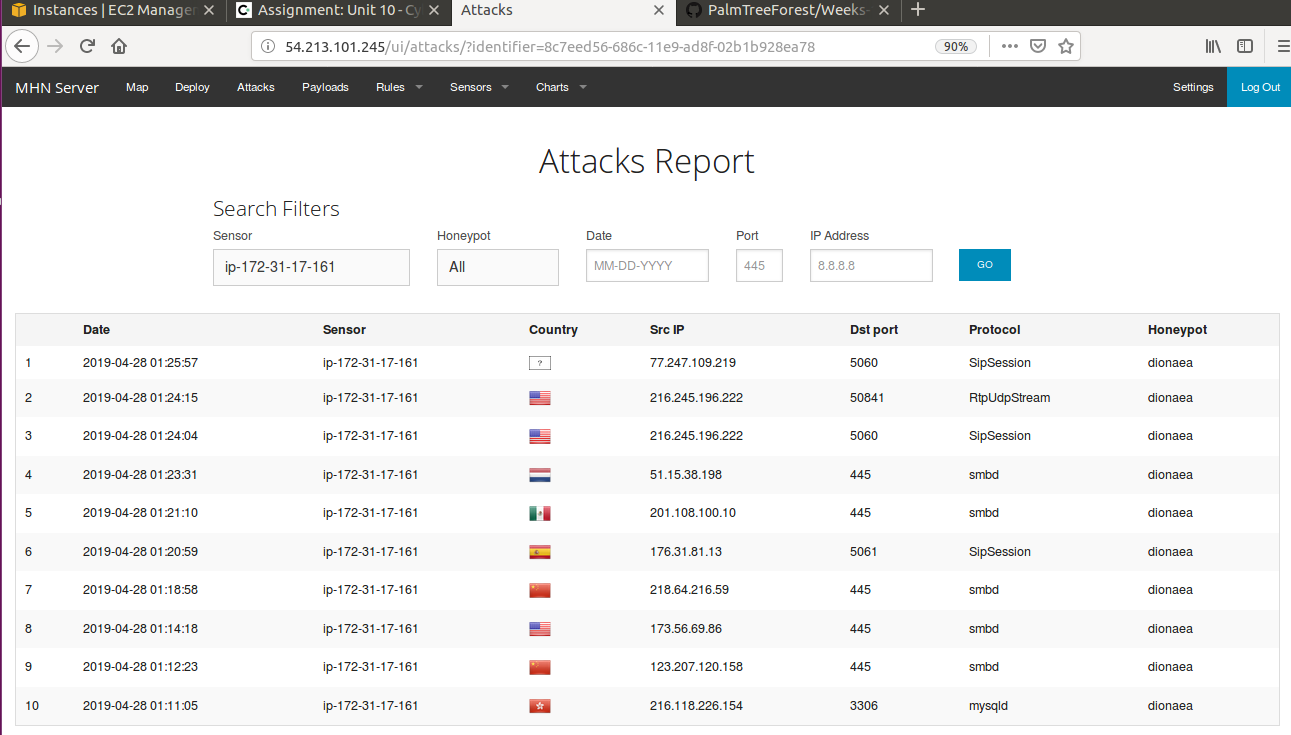 Instances | EC2 Manager
Assignment: Unit 10 - Cy
Attacks
PalmTreeForest/Weeks-
54.213.101.245/ui/attacks/?identifier=8c7eed56-686c-11e9-ad8f-02b1b928ea78
90%
MHN Server Map Deploy Attacks Payloads Rules Sensors Charts Settings Log Out
Attacks Report
Search Filters
Sensor Honeypot Date Port IP Address
ip-172-31-17-161 All MM-DD-YYYY 445 8.8.8.8 GO
Date Sensor Country Src IP Dst port Protocol Honeypot
1 2019-04-28 01:25:57 ip-172-31-17-161 ? 77.247.109.219 5060 SipSession dionaea
2 2019-04-28 01:24:15 ip-172-31-17-161 216.245.196.222 50841 RtpUdpStream dionaea
3 2019-04-28 01:24:04 ip-172-31-17-161 216.245.196.222 5060 SipSession dionaea
4 2019-04-28 01:23:31 ip-172-31-17-161 51.15.38.198 445 smbd dionaea
5 2019-04-28 01:21:10 ip-172-31-17-161 201.108.100.10 445 smbd dionaea
6 2019-04-28 01:20:59 ip-172-31-17-161 176.31.81.13 5061 SipSession dionaea
7 2019-04-28 01:18:58 ip-172-31-17-161 218.64.216.59 445 smbd dionaea
8 2019-04-28 01:14:18 ip-172-31-17-161 173.56.69.86 445 smbd dionaea
9 2019-04-28 01:12:23 ip-172-31-17-161 123.207.120.158 445 smbd dionaea
10 2019-04-28 01:11:05 ip-172-31-17-161 216.118.226.154 3306 mysqld dionaea